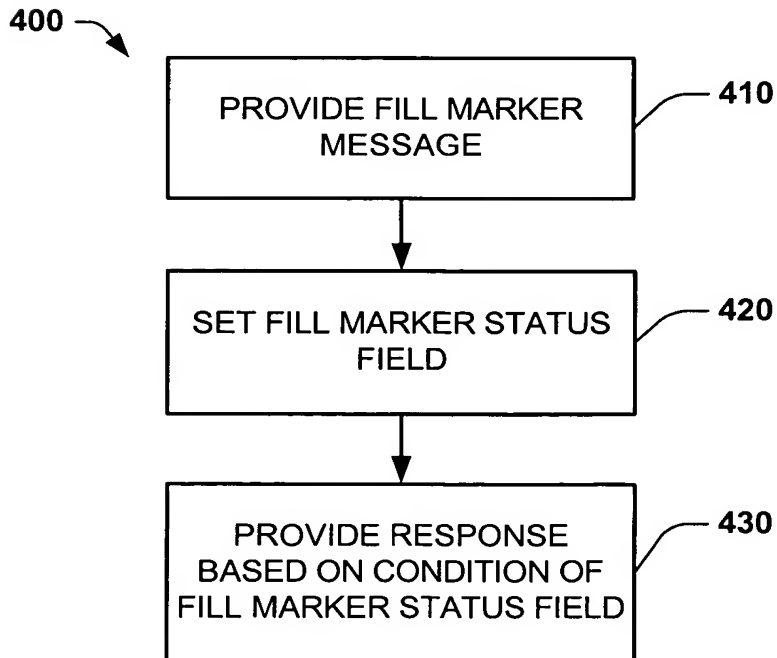 400
PROVIDE FILL MARKER
MESSAGE
410
SET FILL MARKER STATUS
FIELD
420
PROVIDE RESPONSE
BASED ON CONDITION OF
FILL MARKER STATUS FIELD
430